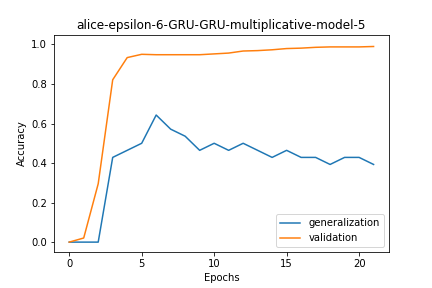 alice-epsilon-6-GRU-GRU-multiplicative-model-5
1.0
0.8
0.6
0.4
0.2
0.0
Accuracy
generalization
validation
0 5 10 15 20
Epochs